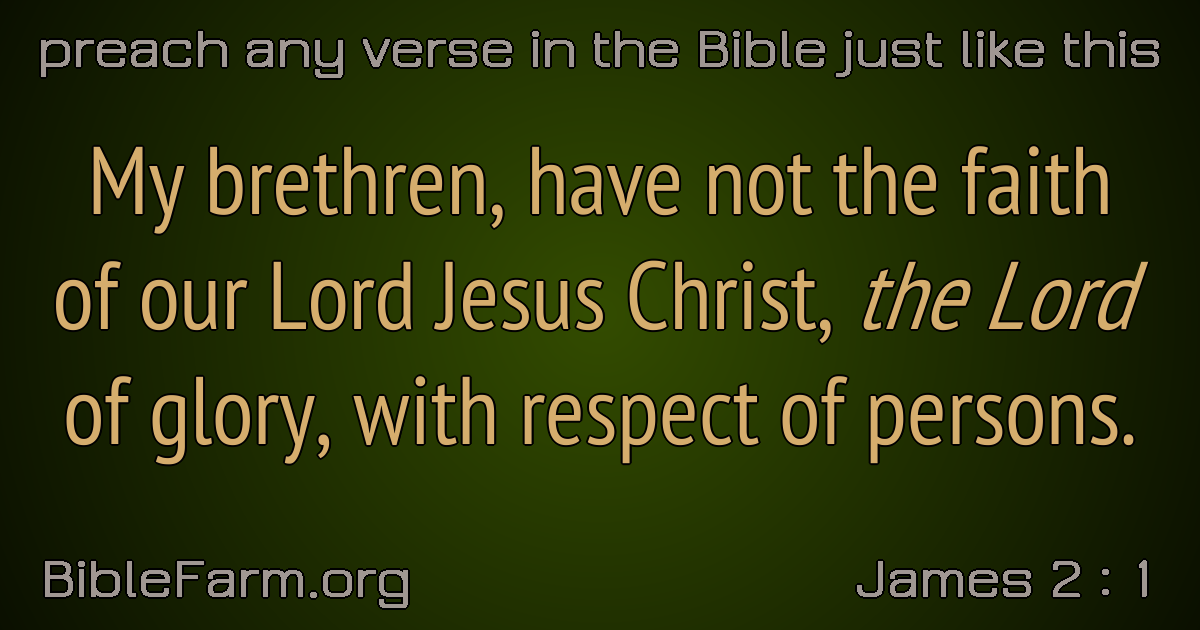 preach any verse in the Bible just like this
My brethren, have not the faith
of our Lord Jesus Christ, the Lord
of glory, with respect of persons.
BibleFarm.org
James 2 : 1